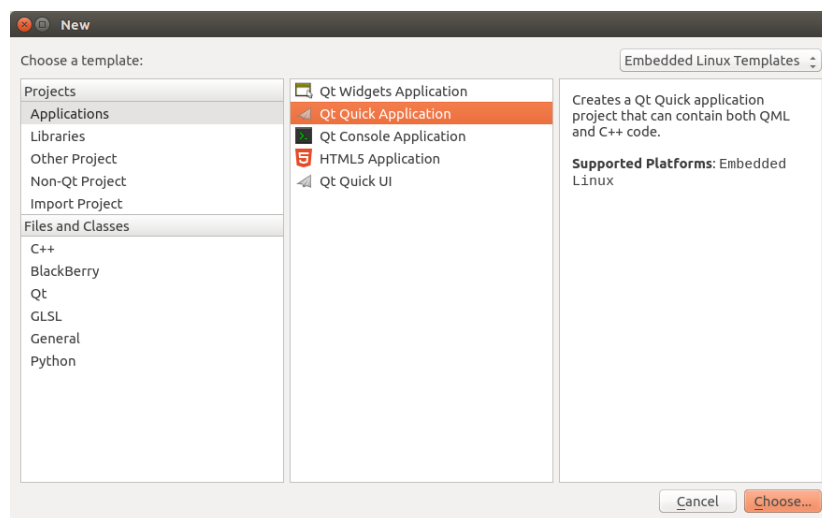 New
Choose a template:
Embedded Linux Templates
Projects
Applications
Libraries
Other Project
Non-Qt Project
Import Project
Files and Classes
C++
BlackBerry
Qt
GLSL
General
Python
Qt Widgets Application
Qt Quick Application
Qt Console Application
HTML5 Application
Qt Quick UI
Creates a Qt Quick application
project that can contain both QML
and C++ code.
Supported Platforms: Embedded
Linux
Cancel
Choose...